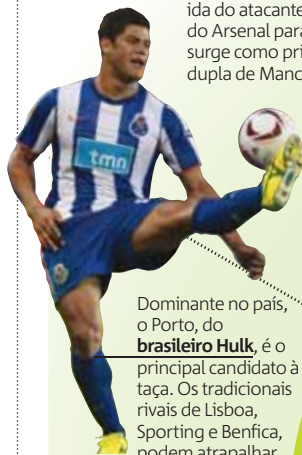 ida do atacante
do Arsenal para
surge como pri
dupla de Manc
tmn
Dominante no país,
o Porto, do
brasileiro Hulk, é o
principal candidato à
taça. Os tradicionais
rivais de Lisboa,
Sporting e Benfica,
podem atrapalhar